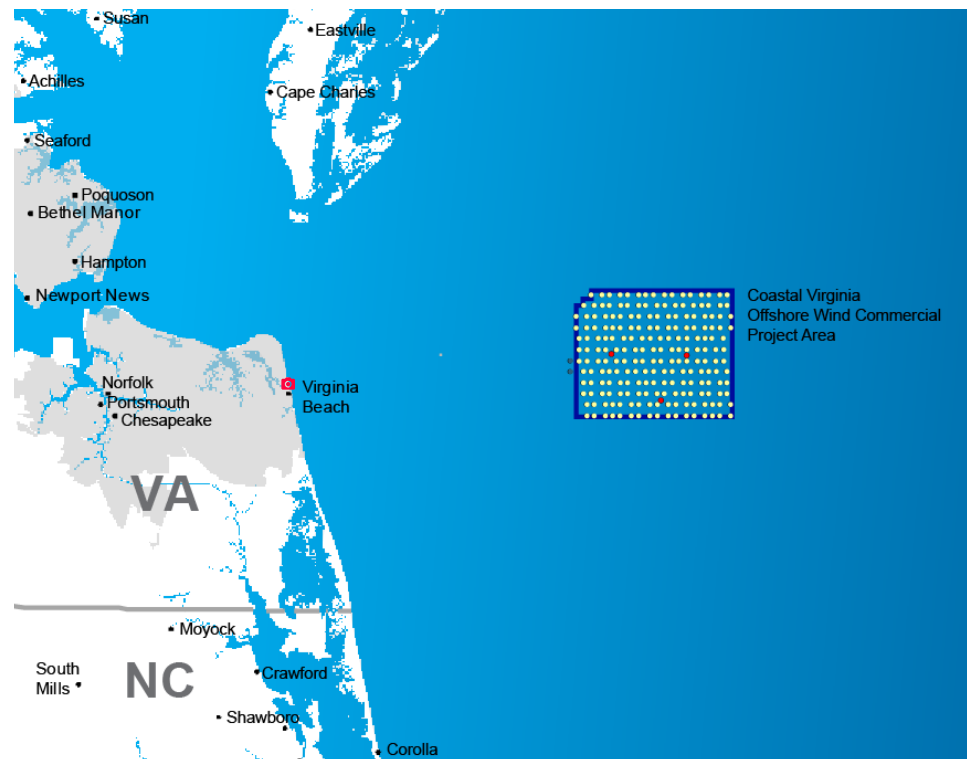 Susan
Eastville
Achilles
Cape Charles
Seaford
Poquoson
Bethel Manor
Hampton
Newport News
Coastal Virginia
Offshore Wind Commercial
Project Area
Norfolk
Virginia
Beach
Portsmouth
Chesapeake
VA
Moyock
South
Mills
NC
Crawford
Shawboro
Corolla